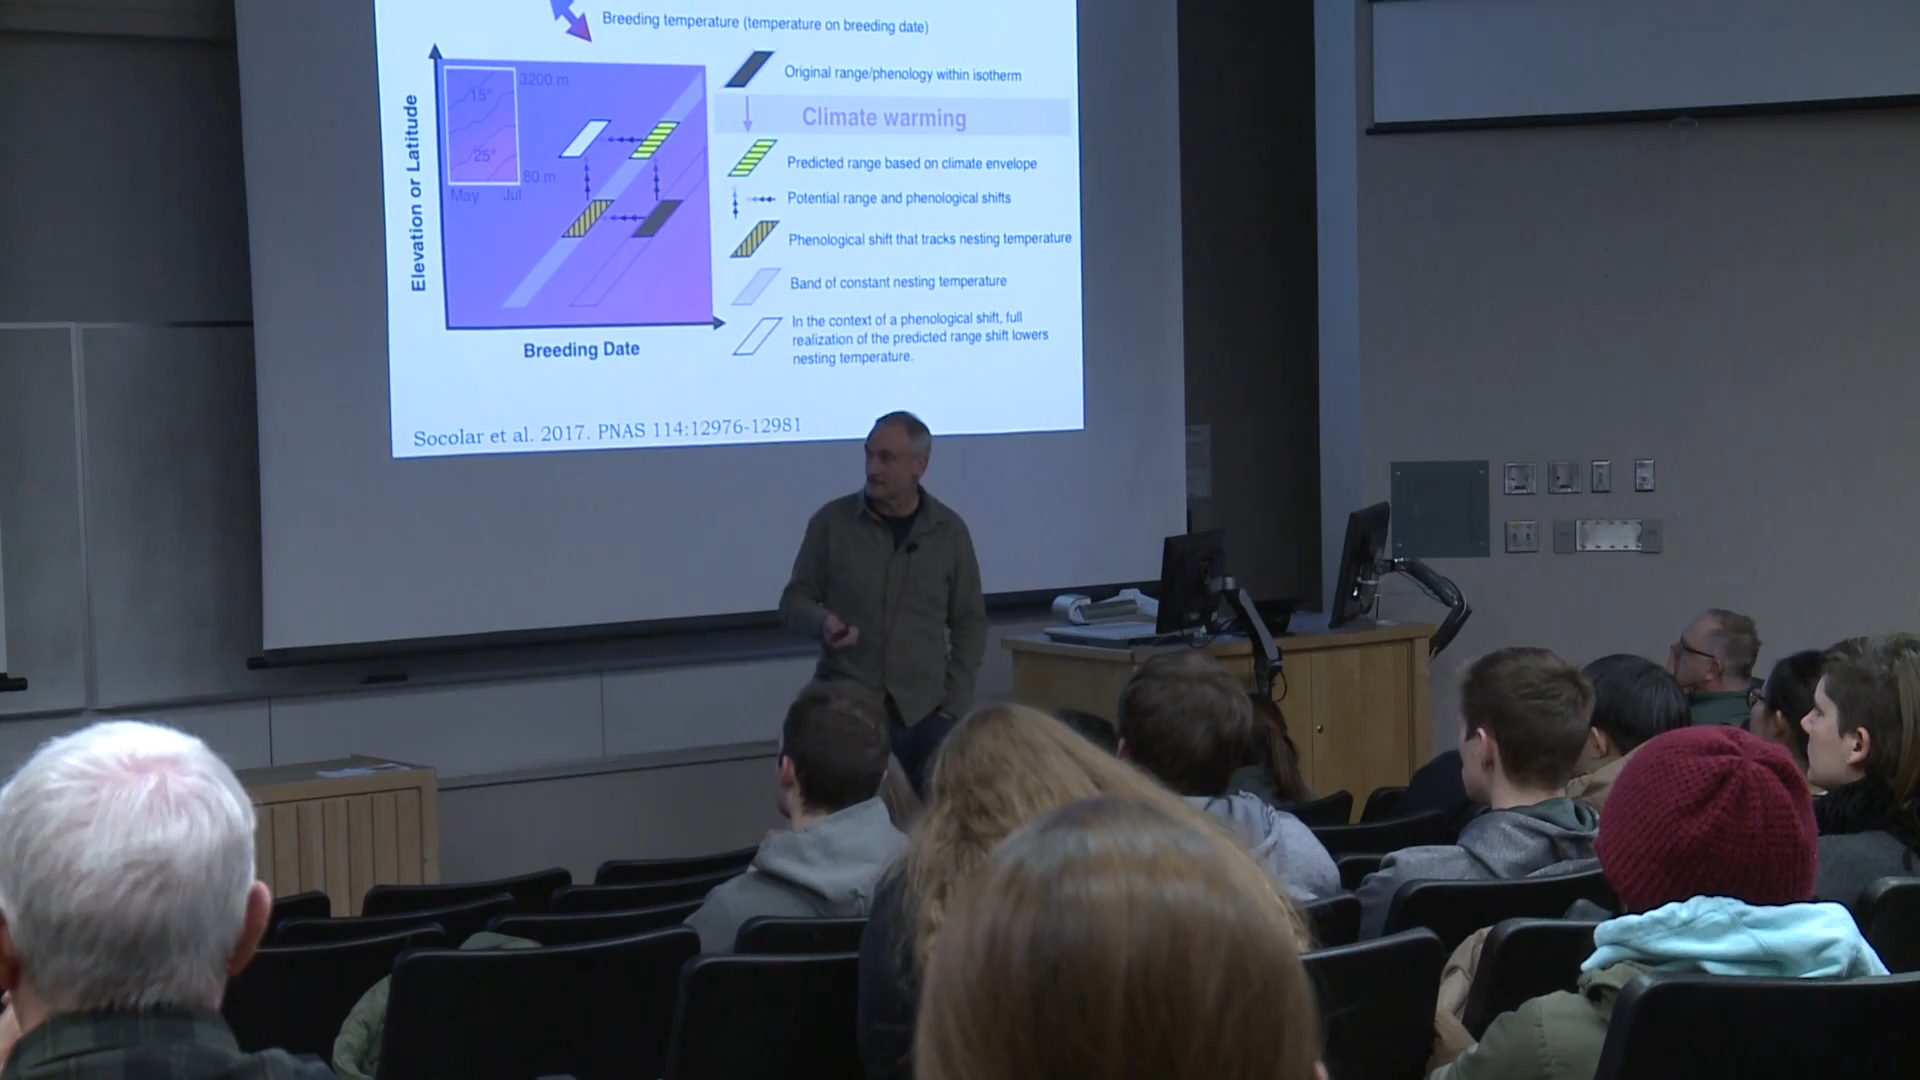 Breeding temperature (temperature on breeding date)
Elevation or Latitude
3200 m
15°
25°
80 m
May Jul
Breeding Date
Original range/phenology within isotherm
Climate warming
Predicted range based on climate envelope
Potential range and phenological shifts
Phenological shift that tracks nesting temperature
Band of constant nesting temperature
In the context of a phenological shift, full
realization of the predicted range shift lowers
nesting temperature.
Socolar et al. 2017. PNAS 114:12976-12981